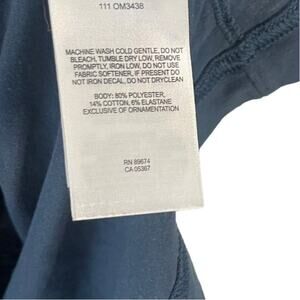 111 OM3438
MACHINE WASH COLD GENTLE, DO NOT
BLEACH, TUMBLE DRY LOW, REMOVE
PROMPTLY, IRON LOW, DO NOT USE
FABRIC SOFTENER, IF PRESENT DO
NOT IRON DECAL, DO NOT DRYCLEAN
BODY: 80% POLYESTER,
14% COTTON, 6% ELASTANE
EXCLUSIVE OF ORNAMENTATION
RN 89674
CA 05367